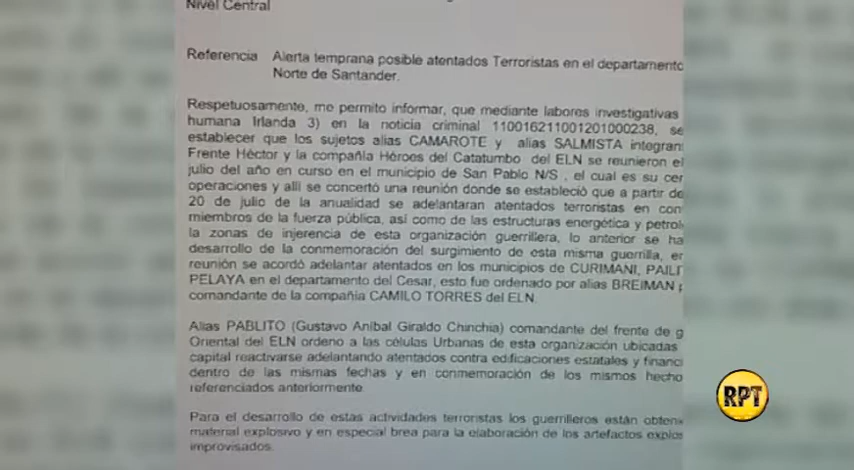 Nivel Central
Referencia Alerta temprana posible atentados Terroristas en el departamento
Norte de Santander.
Respetuosamente, me permito informar, que mediante labores investigativas
humana Irlanda 3) en la noticia criminal 110016211001201000238, se
establecer que los sujetos alias CAMAROTE y alias SALMISTA integran
Frente Héctor y la compañía Héroes del Catatumbo del ELN se reunieron el
julio del año en curso en el municipio de San Pablo N/S , el cual es su cen
operaciones y allí se concertó una reunión donde se estableció que a partir de
20 de julio de la anualidad se adelantaran atentados terroristas en con
miembros de la fuerza pública, así como de las estructuras energética y petrol
la zonas de injerencia de esta organización guerrillera, lo anterior se ha
desarrollo de la conmemoración del surgimiento de esta misma guerrilla, en
reunión se acordó adelantar atentados en los municipios de CURIMANI, PAILI
PELAYA en el departamento del Cesar, esto fue ordenado por alias BREIMAN
comandante de la compañía CAMILO TORRES del ELN.
Alias PABLITO (Gustavo Aníbal Giraldo Chinchia) comandante del frente de g
Oriental del ELN ordeno a las células Urbanas de esta organización ubicadas
capital reactivarse adelantando atentados contra edificaciones estatales y financi
dentro de las mismas fechas y en conmemoración de los mismos hecho
referenciados anteriormente
Para el desarrollo de estas actividades terroristas los guerrilleros están obten
material explosivo y en especial brea para la elaboración de los artefactos explos
improvisados.
RPT